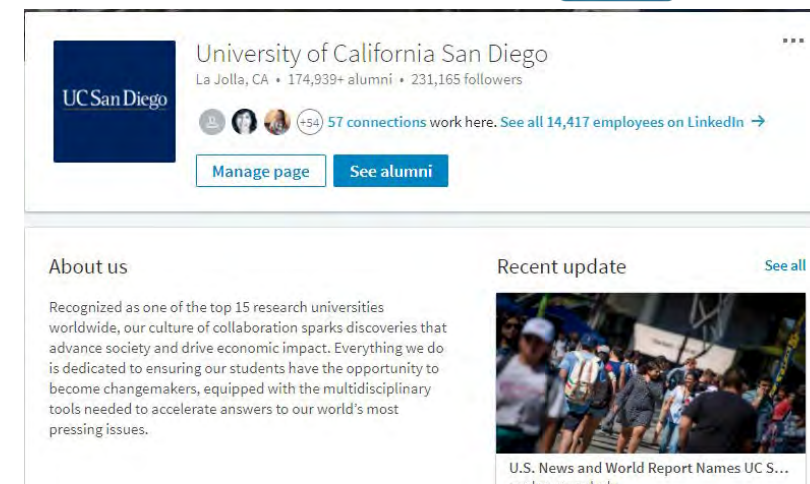 UC San Diego
University of California San Diego
La Jolla, CA • 174,939+ alumni • 231,165 followers
+54 57 connections work here. See all 14,417 employees on LinkedIn →
Manage page
See alumni
About us
Recognized as one of the top 15 research universities
worldwide, our culture of collaboration sparks discoveries that
advance society and drive economic impact. Everything we do
is dedicated to ensuring our students have the opportunity to
become changemakers, equipped with the multidisciplinary
tools needed to accelerate answers to our world's most
pressing issues.
Recent update
See all
U.S. News and World Report Names UC S...